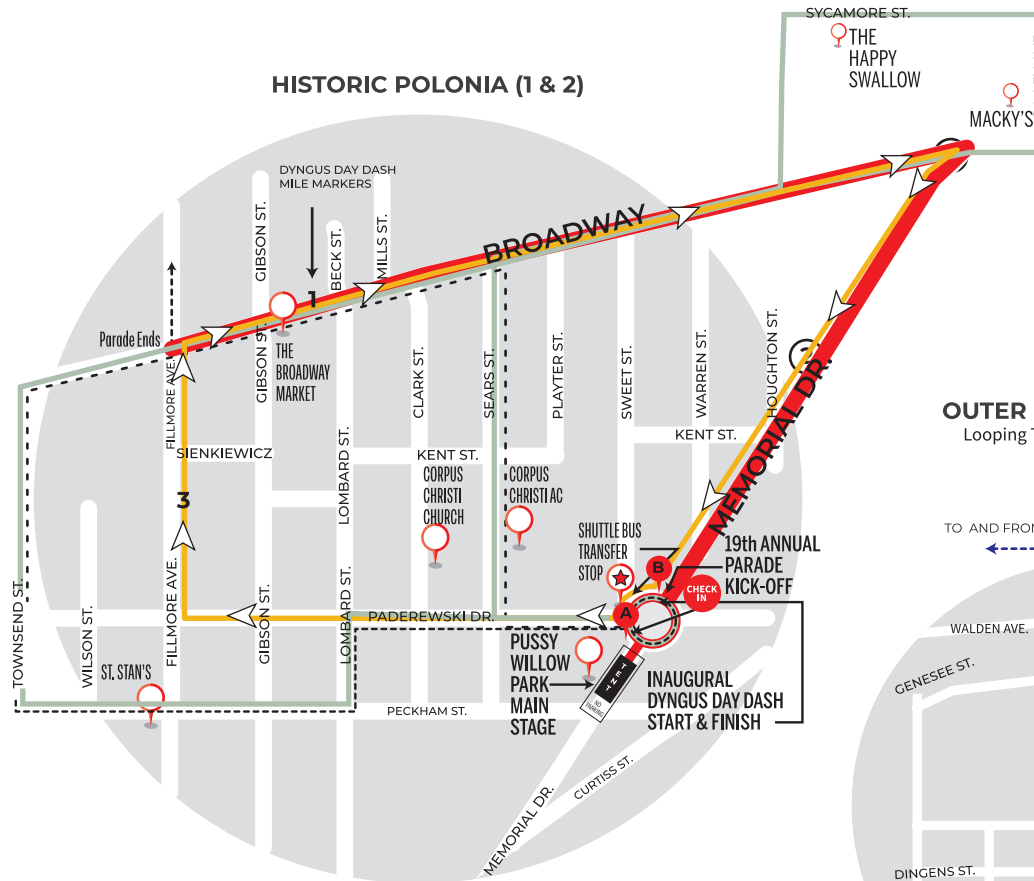 SYCAMORE ST.
THE
HAPPY
SWALLOW
MACKY'S
HISTORIC POLONIA (1 & 2)
DYNGUS DAY DASH
MILE MARKERS
GIBSON ST.
BECK ST.
MILLS ST.
BROADWAY
1
Parade Ends
THE
BROADWAY
MARKET
FILLMORE AVE.
GIBSON ST.
CLARK ST.
SEARS ST.
PLAYTER ST.
SWEET ST.
WARREN ST.
HOUGHTON ST.
MEMORIAL DR.
OUTER
KENT ST.
SIENKIEWICZ
KENT ST.
LOMBARD ST.
CORPUS
CHRISTI
CHURCH
CORPUS
CHRISTI AC
3
SHUTTLE BUS
TRANSFER
STOP
19th ANNUAL
PARADE
KICK-OFF
TO AND FROM
B
CHECK
IN
A
TOWNSEND ST.
WILSON ST.
FILLMORE AVE.
GIBSON ST.
LOMBARD ST.
PADEREWSKI DR.
WALDEN AVE.
GENESEE ST.
ST. STAN'S
PUSSY
WILLOW
PARK
MAIN
STAGE
TENT
NO
PARKING
INAUGURAL
DYNGUS DAY DASH
START & FINISH
PECKHAM ST.
CURTISS ST.
MEMORIAL DR.
DINGENS ST.